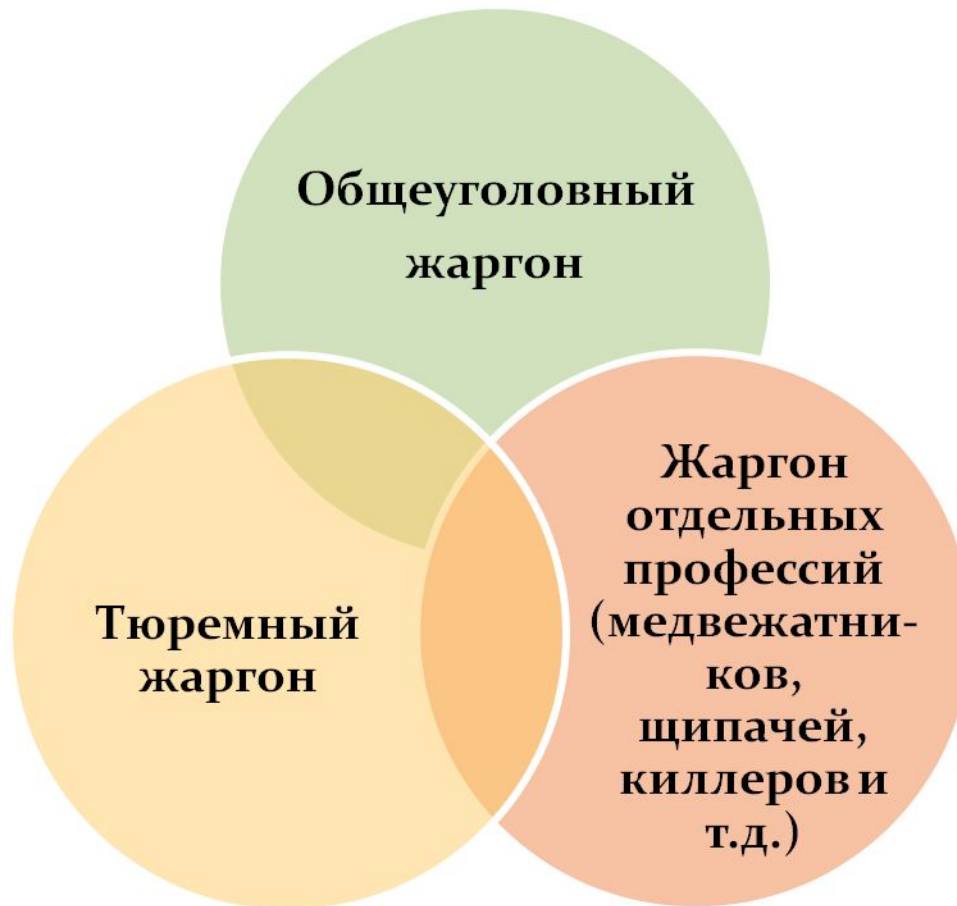 Общеуголовный
жаргон
Тюремный
жаргон
Жаргон
отдельных
профессий
(медвежатни-
ков,
щипачей,
киллеров и
т.д.)